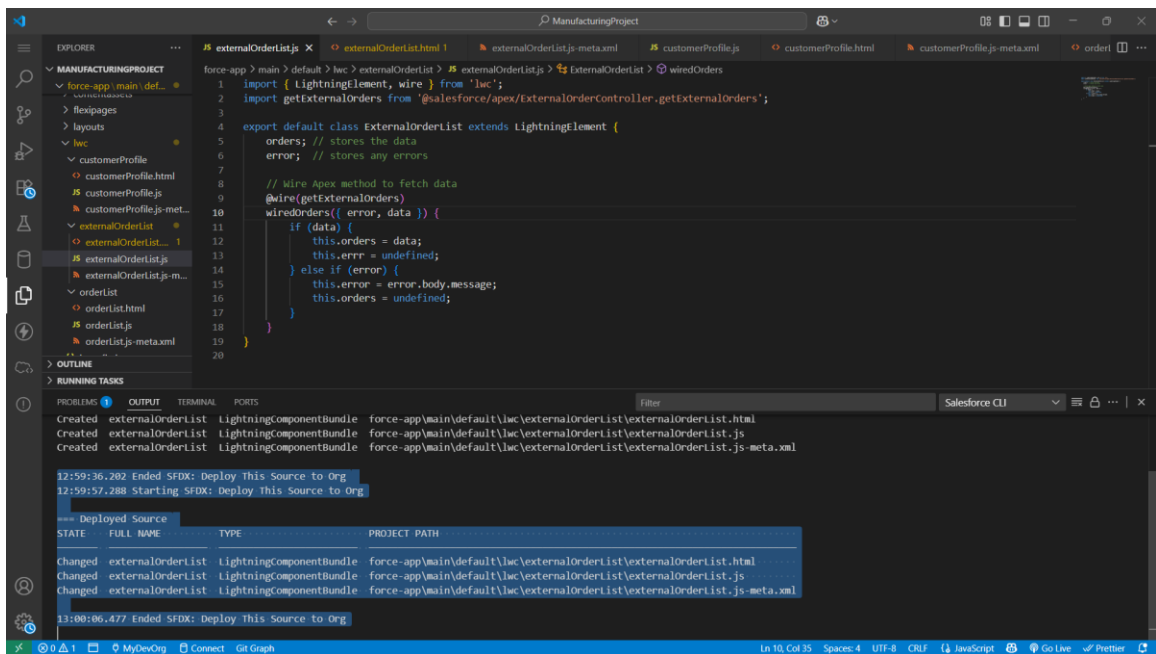 ManufacturingProject
EXPLORER
MANUFACTURINGPROJECT
force-app\main\def...
contentassets
flexipages
layouts
lwc
customerProfile
customerProfile.html
JS customerProfile.js
customerProfile.js-met...
externalOrderList
externalOrderList.... 1
JS externalOrderList.js
externalOrderList.js-m...
orderList
orderList.html
JS orderList.js
orderList.js-meta.xml
OUTLINE
RUNNING TASKS
JS externalOrderList.js
externalOrderList.html 1
externalOrderList.js-meta.xml
JS customerProfile.js
customerProfile.html
customerProfile.js-meta.xml
orderl
force-app > main > default > lwc > externalOrderList > JS externalOrderList.js > ExternalOrderList > wiredOrders
1 import { LightningElement, wire } from 'lwc';
2 import getExternalOrders from '@salesforce/apex/ExternalOrderController.getExternalOrders';
3
4 export default class ExternalOrderList extends LightningElement {
5 orders; // stores the data
6 error; // stores any errors
7
8 // Wire Apex method to fetch data
9 @wire(getExternalOrders)
10 wiredOrders({ error, data }) {
11 if (data) {
12 this.orders = data;
13 this.errr = undefined;
14 } else if (error) {
15 this.error = error.body.message;
16 this.orders = undefined;
17 }
18 }
19 }
20
PROBLEMS 1 OUTPUT TERMINAL PORTS
Filter
Salesforce CLI
Created externalOrderList LightningComponentBundle force-app\main\default\lwc\externalOrderList\externalOrderList.html
Created externalOrderList LightningComponentBundle force-app\main\default\lwc\externalOrderList\externalOrderList.js
Created externalOrderList LightningComponentBundle force-app\main\default\lwc\externalOrderList\externalOrderList.js-meta.xml
12:59:36.202 Ended SFDX: Deploy This Source to Org
12:59:57.288 Starting SFDX: Deploy This Source to Org
=== Deployed Source
STATE FULL NAME TYPE PROJECT PATH
Changed externalOrderList LightningComponentBundle force-app\main\default\lwc\externalOrderList\externalOrderList.html
Changed externalOrderList LightningComponentBundle force-app\main\default\lwc\externalOrderList\externalOrderList.js
Changed externalOrderList LightningComponentBundle force-app\main\default\lwc\externalOrderList\externalOrderList.js-meta.xml
13:00:06.477 Ended SFDX: Deploy This Source to Org
0 1 MyDevOrg Connect Git Graph
Ln 10, Col 35 Spaces: 4 UTF-8 CRLF JavaScript Go Live Prettier